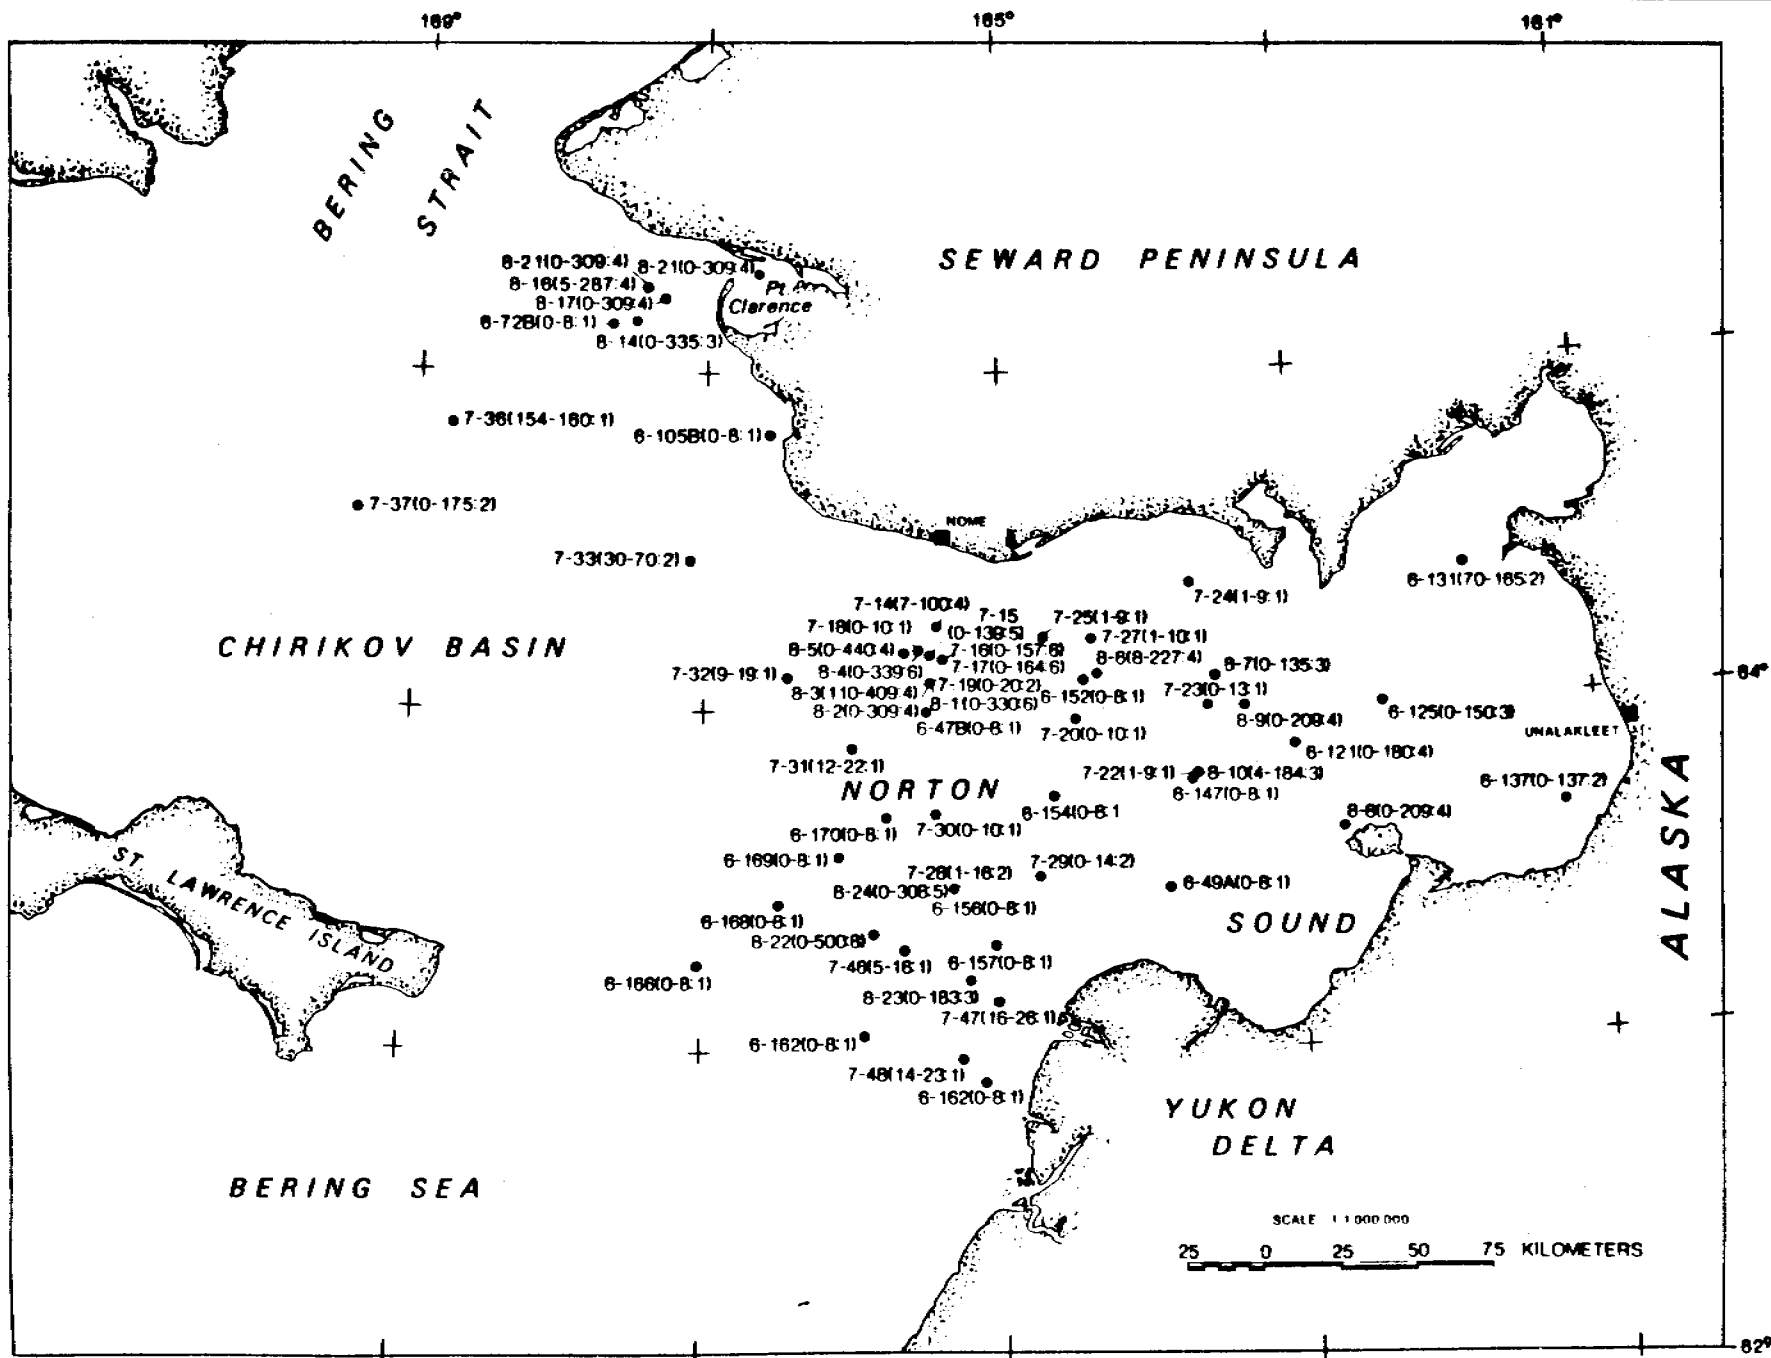 169°
165°
161°
BERING
STRAIT
SEWARD PENINSULA
8-21(0-309:4)
8-21(0-309:4)
8-16(5-287:4)
8-17(0-309:4)
6-72B(0-8:1)
8-14(0-335:3)
Pt.
Clarence
7-36(154-160:1)
6-105B(0-8:1)
7-37(0-175:2)
NOME
7-33(30-70:2)
6-131(70-165:2)
7-24(1-9:1)
7-14(7-100:4)
7-15
(0-139:5)
7-25(1-9:1)
7-18(0-10:1)
7-27(1-10:1)
CHIRIKOV BASIN
8-5(0-440:4)
7-16(0-157:6)
8-6(8-227:4)
8-7(0-135:3)
7-32(9-19:1)
8-4(0-339:6)
7-17(0-164:6)
64°
8-3(110-409:4)
7-19(0-20:2)
6-152(0-8:1)
7-23(0-13:1)
8-2(0-309:4)
8-1(0-330:6)
8-9(0-209:4)
6-125(0-150:3)
6-47B(0-8:1)
7-20(0-10:1)
UNALAKLEET
6-121(0-180:4)
7-31(12-22:1)
7-22(1-9:1)
8-10(4-184:3)
6-137(0-137:2)
NORTON
6-147(0-8:1)
6-154(0-8:1
8-8(0-209:4)
6-170(0-8:1)
7-30(0-10:1)
ALASKA
ST.
LAWRENCE ISLAND
6-169(0-8:1)
7-28(1-16:2)
7-29(0-14:2)
8-24(0-308:5)
6-49A(0-8:1)
6-156(0-8:1)
6-168(0-8:1)
SOUND
8-22(0-500:8)
7-46(5-16:1)
6-157(0-8:1)
6-166(0-8:1)
8-23(0-183:3)
7-47(16-26:1)
6-162(0-8:1)
7-48(14-23:1)
6-162(0-8:1)
YUKON
DELTA
BERING SEA
SCALE 1:1 000 000
25 0 25 50 75 KILOMETERS
62°